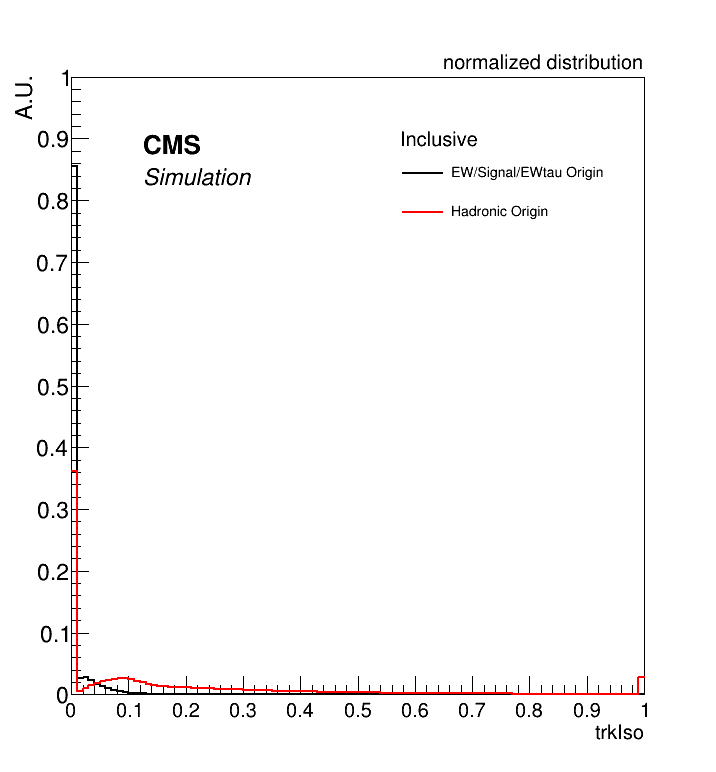 normalized distribution
A.U.
1
0.9
0.8
0.7
0.6
0.5
0.4
0.3
0.2
0.1
0
CMS
Simulation
Inclusive
EW/Signal/EWtau Origin
Hadronic Origin
0 0.1 0.2 0.3 0.4 0.5 0.6 0.7 0.8 0.9 1
trkIso